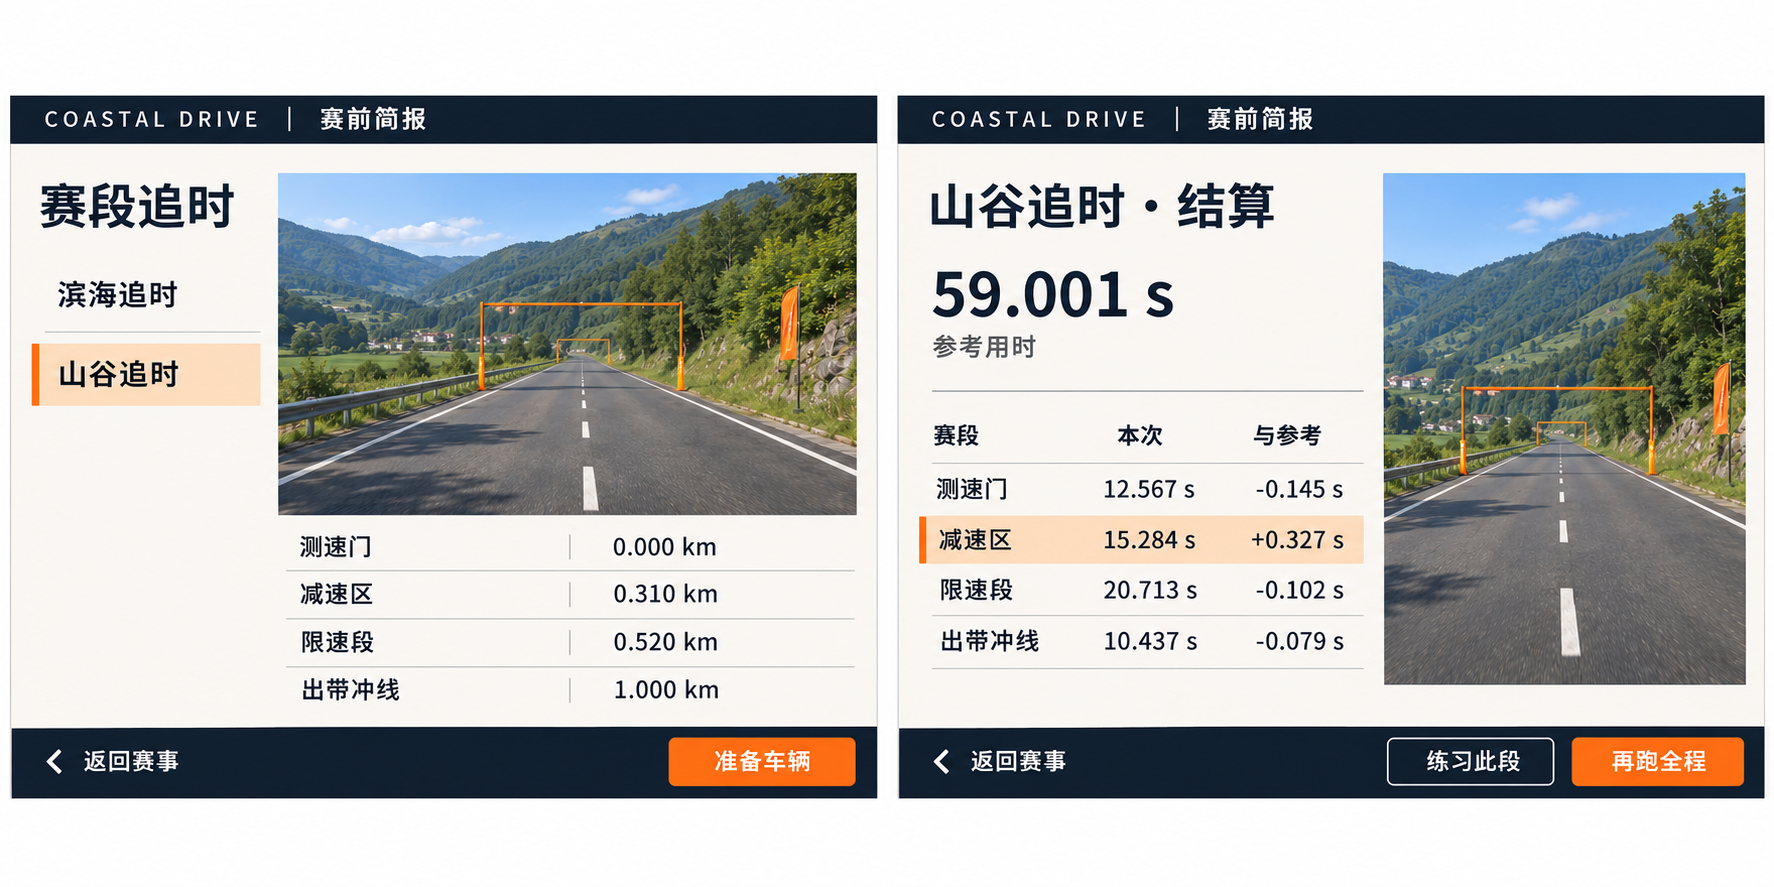 COASTAL DRIVE | 赛前简报
赛段追时
滨海追时
山谷追时
测速门 | 0.000 km
减速区 | 0.310 km
限速段 | 0.520 km
出带冲线 | 1.000 km
返回赛事
准备车辆
COASTAL DRIVE | 赛前简报
山谷追时·结算
59.001 s
参考用时
赛段 本次 与参考
测速门 12.567 s -0.145 s
减速区 15.284 s +0.327 s
限速段 20.713 s -0.102 s
出带冲线 10.437 s -0.079 s
返回赛事
练习此段
再跑全程